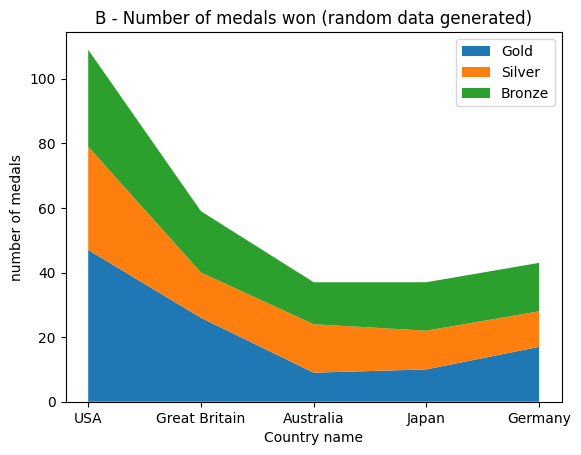 B - Number of medals won (random data generated)
Gold
Silver
Bronze
number of medals
100
80
60
40
20
0
USA
Great Britain
Australia
Japan
Germany
Country name